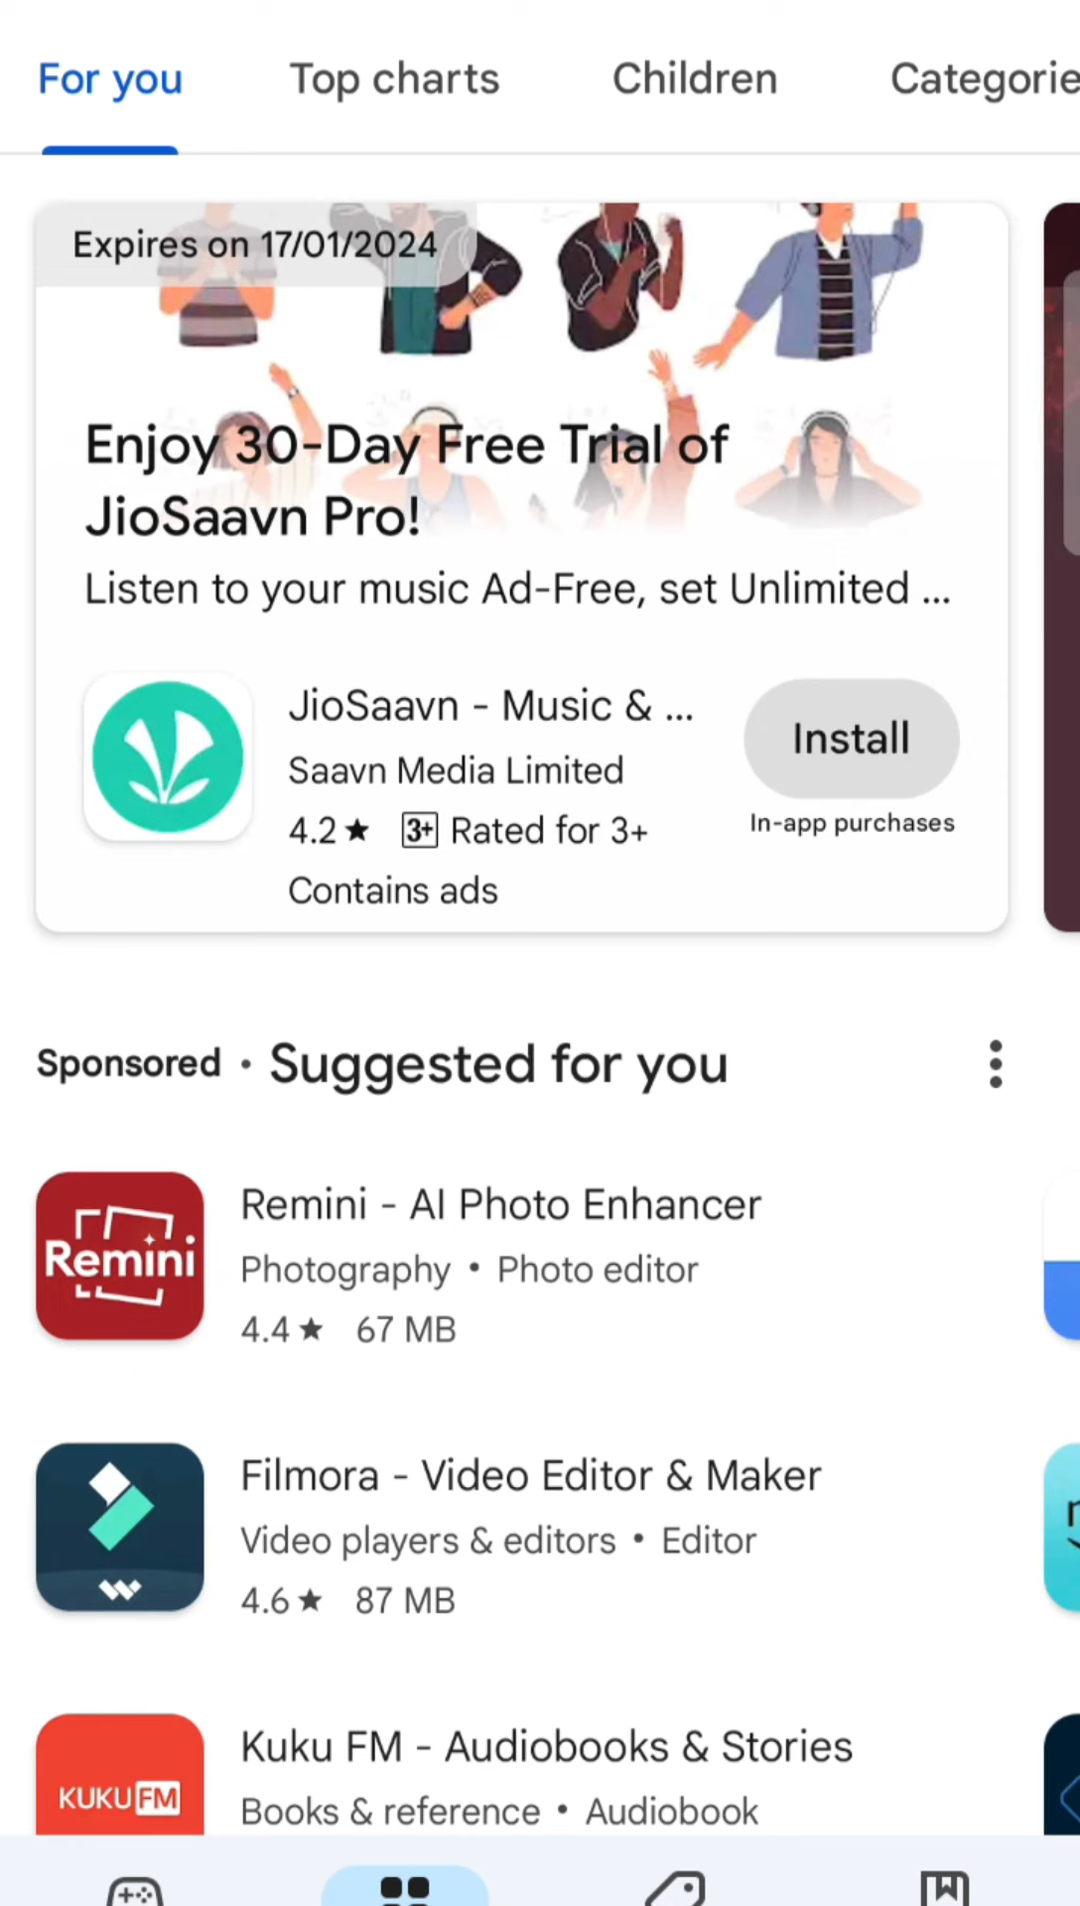 For you
Top charts
Children
Categorie
Expires on 17/01/2024
Enjoy 30-Day Free Trial of
JioSaavn Pro!
Listen to your music Ad-Free, set Unlimited ...
JioSaavn - Music & ...
Saavn Media Limited
4.2★ 3+ Rated for 3+
Contains ads
Install
In-app purchases
Sponsored • Suggested for you
Remini
Remini - AI Photo Enhancer
Photography • Photo editor
4.4★ 67 MB
Filmora - Video Editor & Maker
Video players & editors • Editor
4.6★ 87 MB
KUKU FM
Kuku FM - Audiobooks & Stories
Books & reference • Audiobook